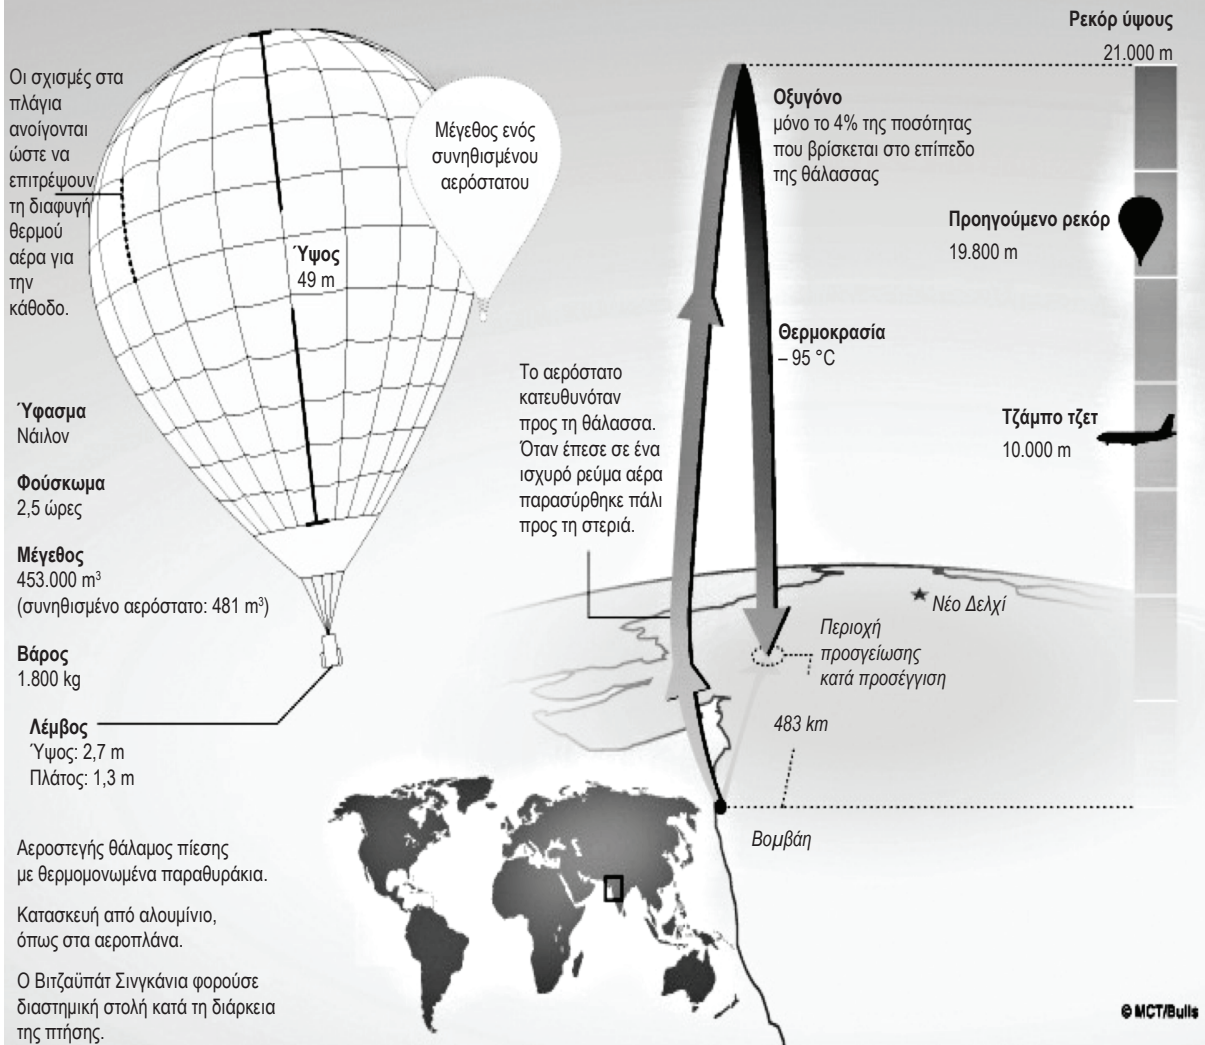 Οι σχισμές στα
πλάγια
ανοίγονται
ώστε να
επιτρέψουν
τη διαφυγή
θερμού
αέρα για
την
κάθοδο.
Μέγεθος ενός
συνηθισμένου
αερόστατου
Ύψος
49 m
Ύφασμα
Νάιλον
Φούσκωμα
2,5 ώρες
Μέγεθος
453.000 m³
(συνηθισμένο αερόστατο: 481 m³)
Βάρος
1.800 kg
Λέμβος
Ύψος: 2,7 m
Πλάτος: 1,3 m
Αεροστεγής θάλαμος πίεσης
με θερμομονωμένα παραθυράκια.
Κατασκευή από αλουμίνιο,
όπως στα αεροπλάνα.
Ο Βιτζαϋπάτ Σινγκάνια φορούσε
διαστημική στολή κατά τη διάρκεια
της πτήσης.
Το αερόστατο
κατευθυνόταν
προς τη θάλασσα.
Όταν έπεσε σε ένα
ισχυρό ρεύμα αέρα
παρασύρθηκε πάλι
προς τη στεριά.
Ρεκόρ ύψους
21.000 m
Οξυγόνο
μόνο το 4% της ποσότητας
που βρίσκεται στο επίπεδο
της θάλασσας
Προηγούμενο ρεκόρ
19.800 m
Θερμοκρασία
– 95 °C
Τζάμπο τζετ
10.000 m
Νέο Δελχί
Περιοχή
προσγείωσης
κατά προσέγγιση
483 km
Βομβάη
© MCT/Bulls